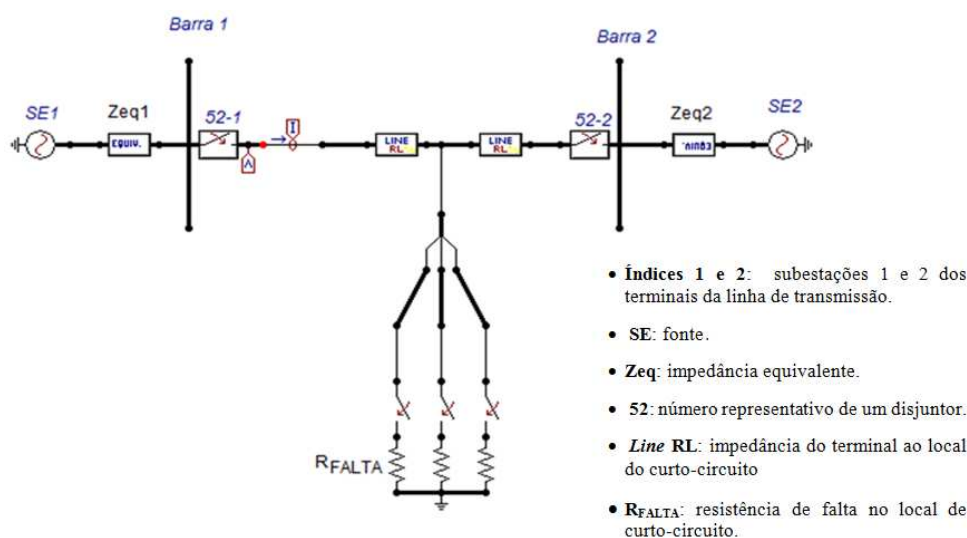 Barra 1
Barra 2
SE1
Zeq1
52-1
52-2
Zeq2
SE2
EQUIV.
I
V
LINE
RL
LINE
RL
EQUIV.
RFALTA
• Índices 1 e 2: subestações 1 e 2 dos
terminais da linha de transmissão.
• SE: fonte.
• Zeq: impedância equivalente.
• 52: número representativo de um disjuntor.
• Line RL: impedância do terminal ao local
do curto-circuito
• RFALTA: resistência de falta no local de
curto-circuito.